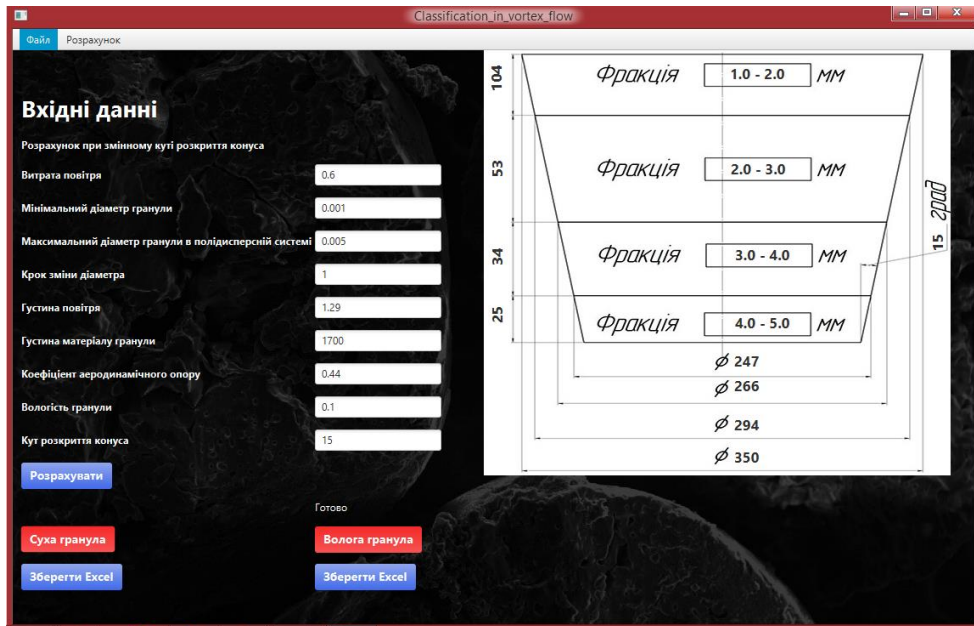 Classification_in_vortex_flow
Файл Розрахунок
Вхідні данні
Розрахунок при змінному куті розкриття конуса
Витрата повітря 0.6
Мінімальний діаметр гранули 0.001
Максимальний діаметр гранули в полідисперсній системі 0.005
Крок зміни діаметра 1
Густина повітря 1.29
Густина матеріалу гранули 1700
Коефіцієнт аеродинамічного опору 0.44
Вологість гранули 0.1
Кут розкриття конуса 15
Розрахувати
Готово
Суха гранула Волога гранула
Зберегти Excel Зберегти Excel
104 Фракція 1.0 - 2.0 мм
53 Фракція 2.0 - 3.0 мм
15 град
34 Фракція 3.0 - 4.0 мм
25 Фракція 4.0 - 5.0 мм
⌀ 247
⌀ 266
⌀ 294
⌀ 350